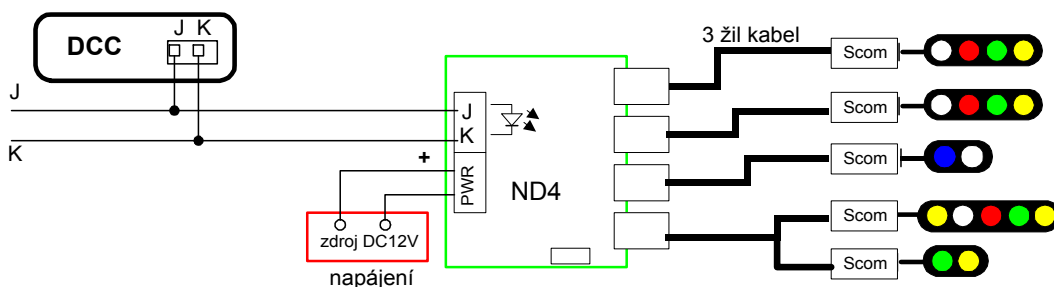 J K
DCC
3 žil kabel
Scom
J
J
Scom
K
K
+
Scom
PWR
ND4
Scom
zdroj DC12V
Scom
napájení